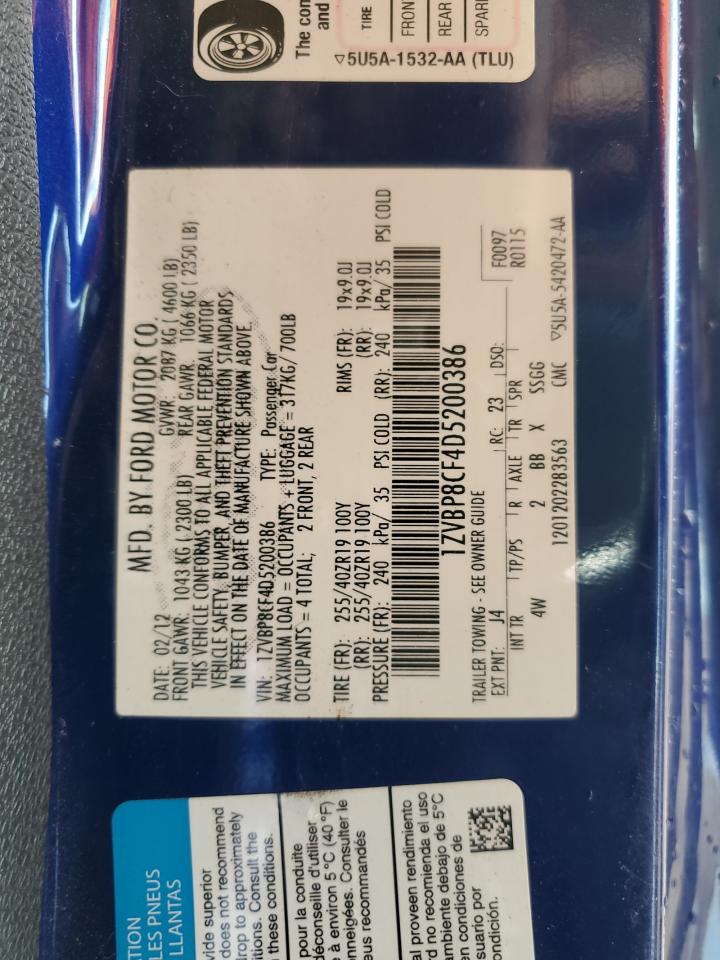 MFD. BY FORD MOTOR CO.
DATE: 02/12 GVWR: 2087 KG ( 4600 LB)
FRONT GAWR: 1043 KG ( 2300 LB) REAR GAWR: 1066 KG ( 2350 LB)
THIS VEHICLE CONFORMS TO ALL APPLICABLE FEDERAL MOTOR
VEHICLE SAFETY, BUMPER, AND THEFT PREVENTION STANDARDS
IN EFFECT ON THE DATE OF MANUFACTURE SHOWN ABOVE
VIN: 1ZVBP8CF4D5200386 TYPE: Passenger Car
MAXIMUM LOAD = OCCUPANTS + LUGGAGE = 317KG/ 700LB
OCCUPANTS = 4 TOTAL; 2 FRONT, 2 REAR
TIRE (FR): 255/40ZR19 100Y RIMS (FR): 19x9.0J
(RR): 255/40ZR19 100Y (RR): 19x9.0J
PRESSURE (FR): 240 kPa/ 35 PSI COLD (RR): 240 kPa/ 35 PSI COLD
1ZVBP8CF4D5200386
TRAILER TOWING - SEE OWNER GUIDE
EXT PNT: J4 RC: 23 DSO: F0097
R0115
INT TR TP/PS R AXLE TR SPR
4W 2 BB X SSGG
1201202283563 CMC ▽5U5A-5420472-AA
The con
and
TIRE
FRON
REAR
SPAR
▽5U5A-1532-AA (TLU)
TION
LES PNEUS
LLANTAS
vide superior
does not recommend
drop to approximately
itions. Consult the
these conditions.
pour la conduite
déconseille d'utiliser
e à environ 5 °C (40 °F)
nneigées. Consulter le
eus recommandés
al proveen rendimiento
rd no recomienda el uso
mbiente debajo de 5°C
en condiciones de
suario por
ondición.